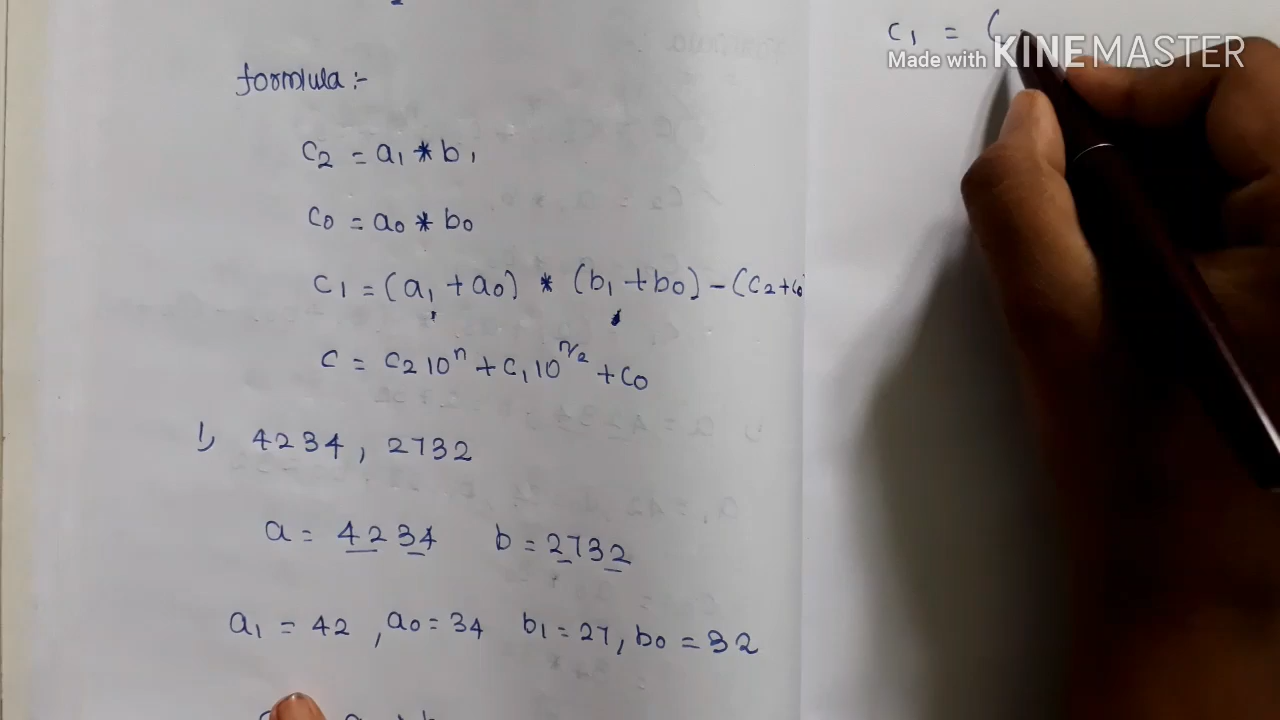 formula :-
c2 = a1 * b1
c0 = a0 * b0
c1 = (a1 + a0) * (b1 + b0) - (c2 + c0)
c = c2 10^n + c1 10^n/2 + c0
1) 4234, 2732
a = 4234 b = 2732
a1 = 42, a0 = 34 b1 = 27, b0 = 32
c1 = (
Made with KINEMASTER